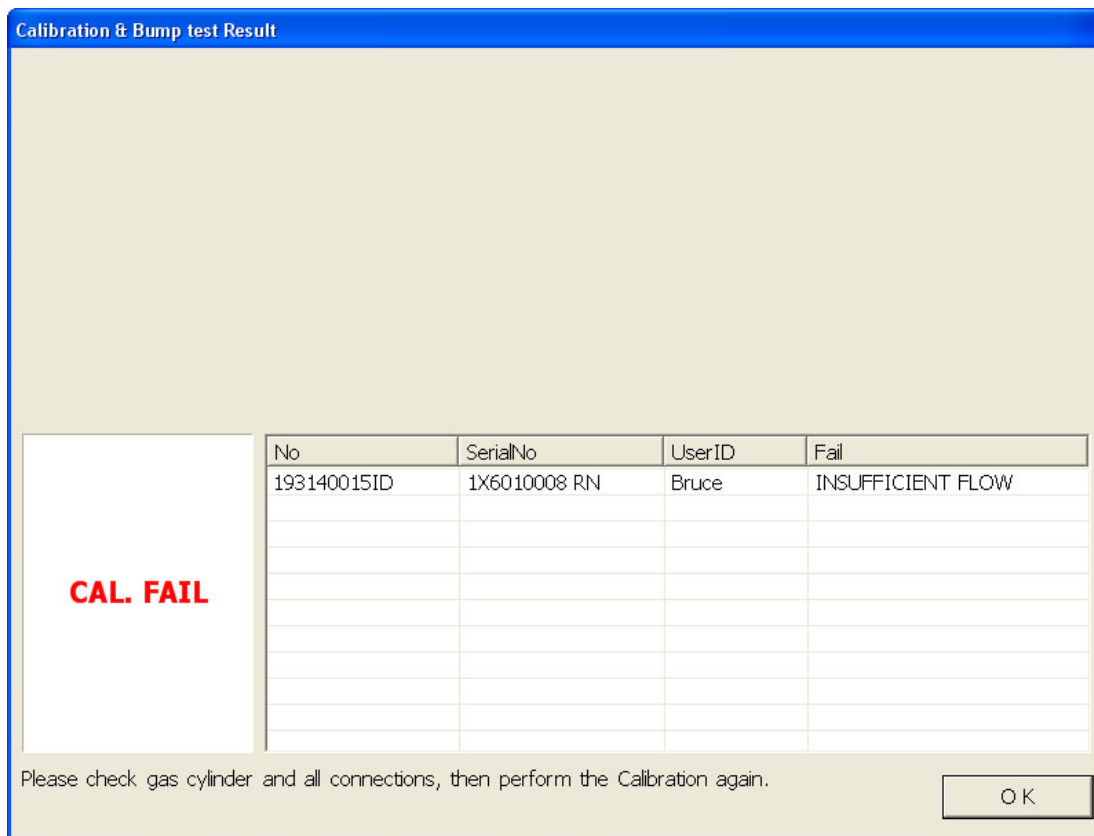 Calibration & Bump test Result
No SerialNo UserID Fail
193140015ID 1X6010008 RN Bruce INSUFFICIENT FLOW
CAL. FAIL
Please check gas cylinder and all connections, then perform the Calibration again.
O K